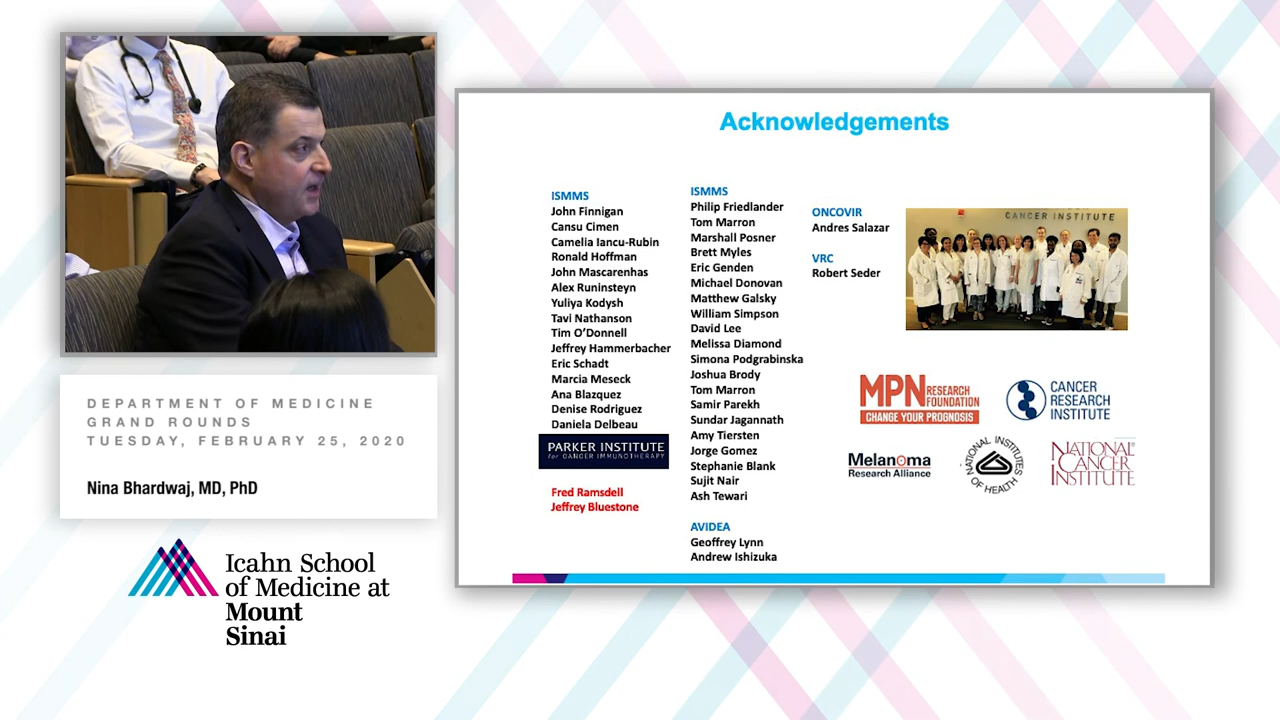 DEPARTMENT OF MEDICINE
GRAND ROUNDS
TUESDAY, FEBRUARY 25, 2020
Nina Bhardwaj, MD, PhD
Icahn School
of Medicine at
Mount
Sinai
Acknowledgements
ISMMS
John Finnigan
Cansu Cimen
Camelia Iancu-Rubin
Ronald Hoffman
John Mascarenhas
Alex Runinsteyn
Yuliya Kodysh
Tavi Nathanson
Tim O’Donnell
Jeffrey Hammerbacher
Eric Schadt
Marcia Meseck
Ana Blazquez
Denise Rodriguez
Daniela Delbeau
PARKER INSTITUTE
for CANCER IMMUNOTHERAPY
Fred Ramsdell
Jeffrey Bluestone
ISMMS
Philip Friedlander
Tom Marron
Marshall Posner
Brett Myles
Eric Genden
Michael Donovan
Matthew Galsky
William Simpson
David Lee
Melissa Diamond
Simona Podgrabinska
Joshua Brody
Tom Marron
Samir Parekh
Sundar Jagannath
Amy Tiersten
Jorge Gomez
Stephanie Blank
Sujit Nair
Ash Tewari
AVIDEA
Geoffrey Lynn
Andrew Ishizuka
ONCOVIR
Andres Salazar
VRC
Robert Seder
CANCER INSTITUTE
MPN RESEARCH
FOUNDATION
CHANGE YOUR PROGNOSIS
CANCER
RESEARCH
INSTITUTE
Melanoma
Research Alliance
NATIONAL INSTITUTES
OF HEALTH
NATIONAL
CANCER
INSTITUTE